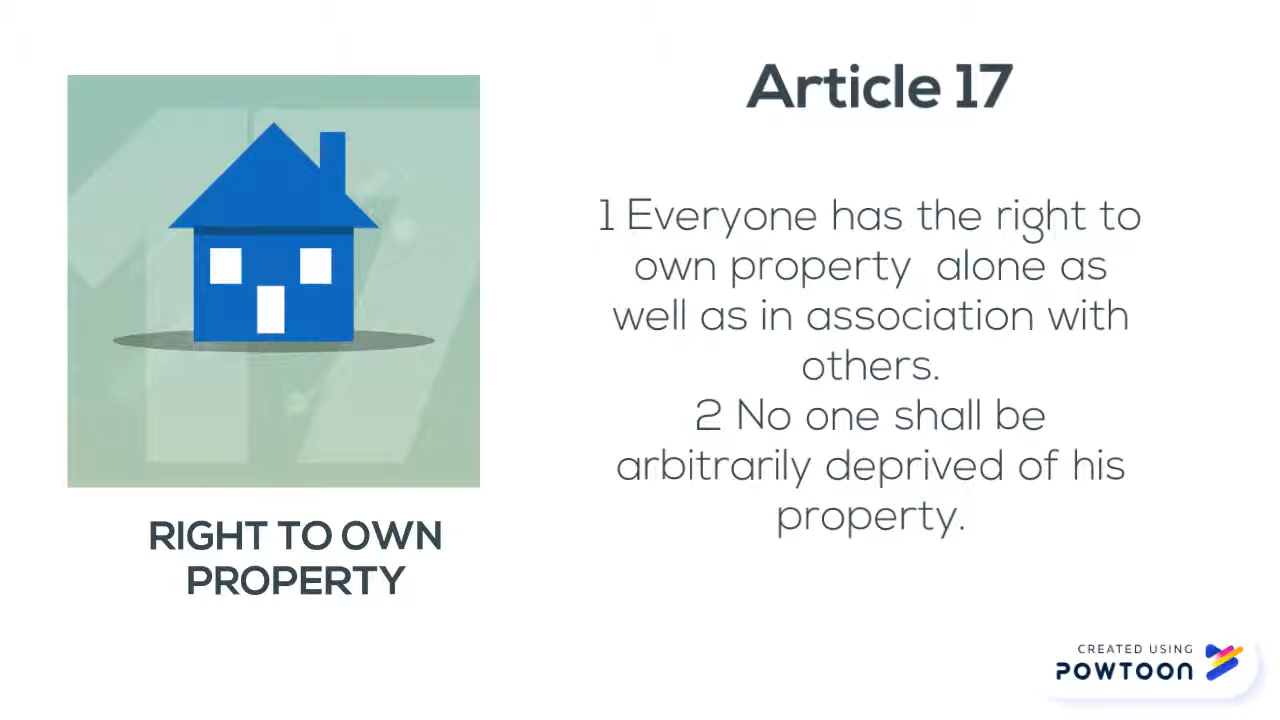 Article 17
1 Everyone has the right to
own property alone as
well as in association with
others.
2 No one shall be
arbitrarily deprived of his
property.
17
RIGHT TO OWN
PROPERTY
CREATED USING
POWTOON